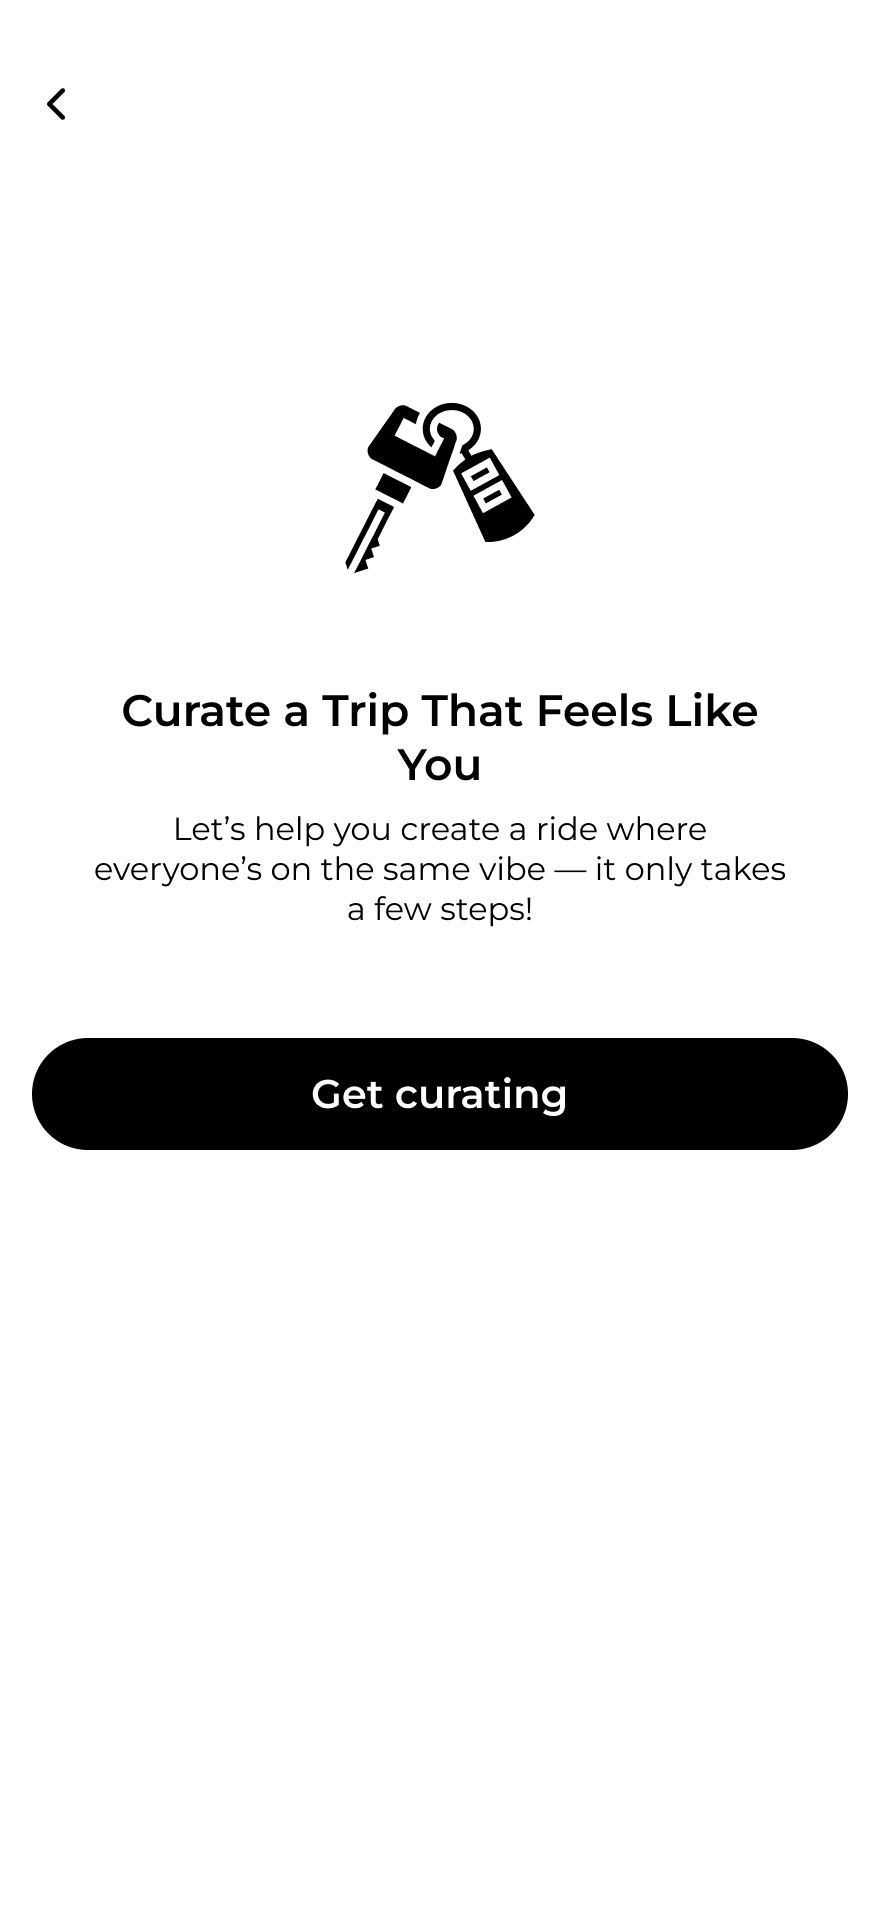 Curate a Trip That Feels Like
You
Let’s help you create a ride where
everyone’s on the same vibe — it only takes
a few steps!
Get curating